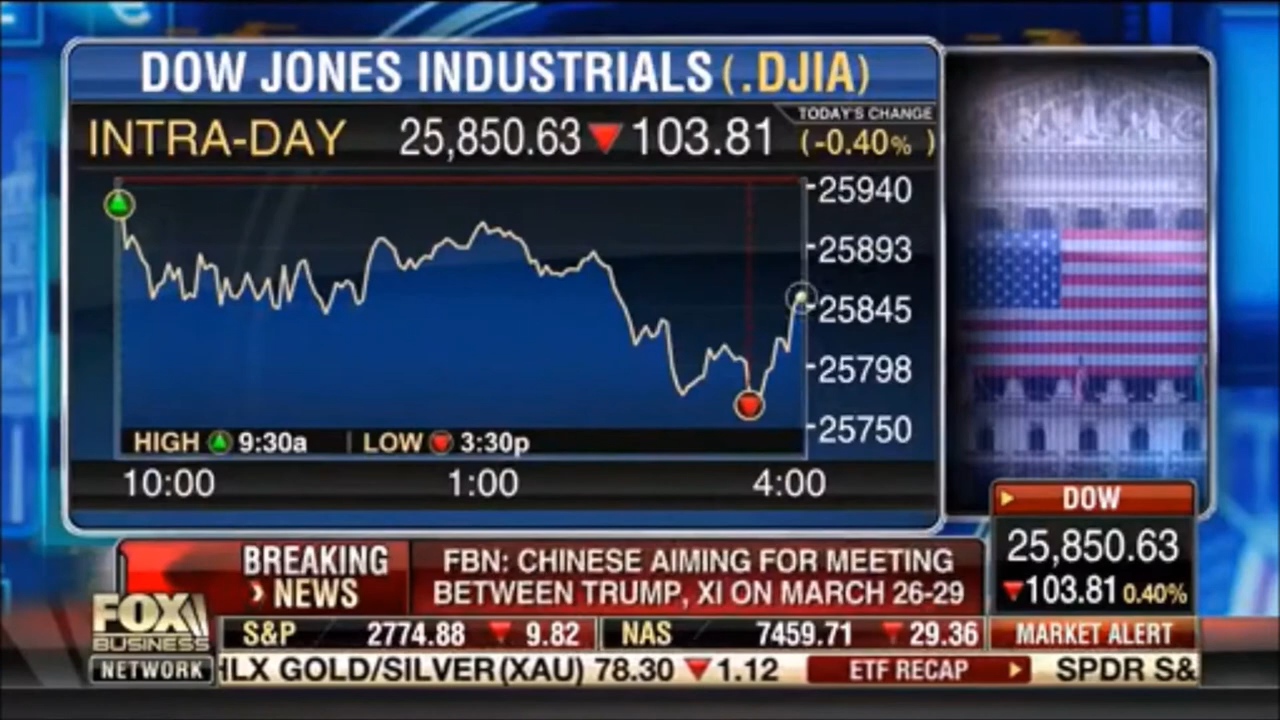 DOW JONES INDUSTRIALS (.DJIA)
TODAY'S CHANGE
INTRA-DAY 25,850.63 ▼ 103.81 (-0.40%)
25940
25893
25845
25798
25750
HIGH ▲ 9:30a | LOW ▼ 3:30p
10:00 1:00 4:00
DOW
25,850.63
▼103.81 0.40%
MARKET ALERT
BREAKING
› NEWS
FBN: CHINESE AIMING FOR MEETING
BETWEEN TRUMP, XI ON MARCH 26-29
FOX
BUSINESS
NETWORK
S&P 2774.88 ▼ 9.82 NAS 7459.71 ▼ 29.36
HLX GOLD/SILVER(XAU) 78.30 ▼1.12 ETF RECAP SPDR S&